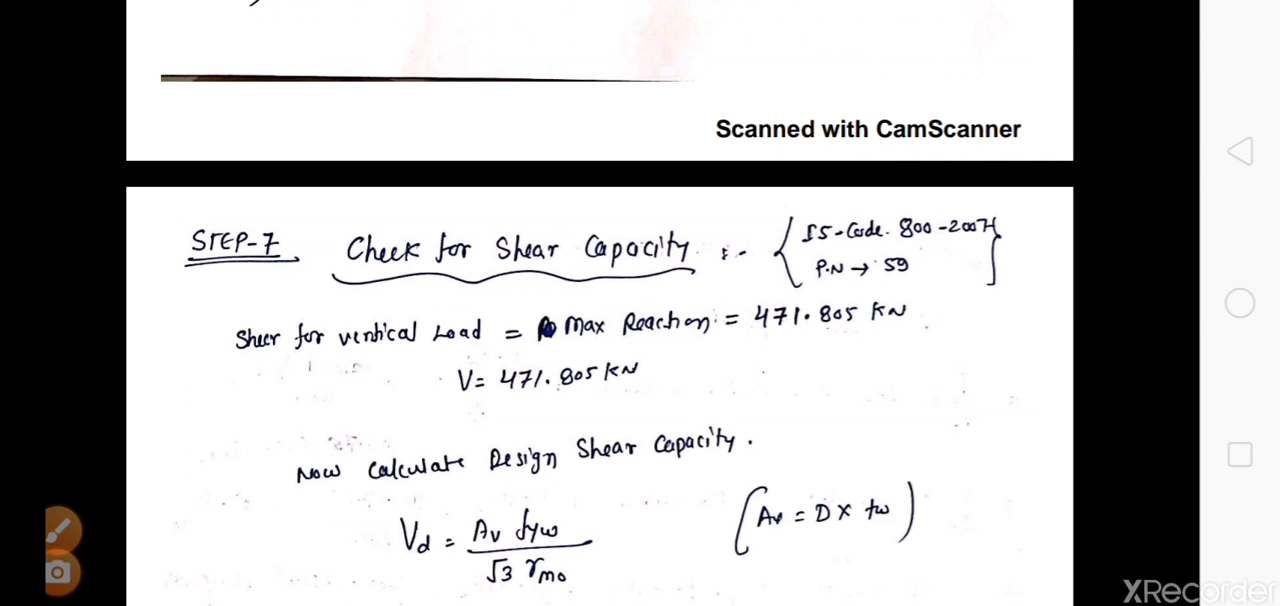 Scanned with CamScanner
STEP-7 Check for Shear Capacity :- { IS-Code. 800-2007
P.N → 59 }
Shear for vertical Load = Max Reaction = 471.805 KN
V = 471.805 KN
Now Calculate Design Shear Capacity.
Vd = Av fyw / √3 γmo (Av = D x tw)
XRecorder